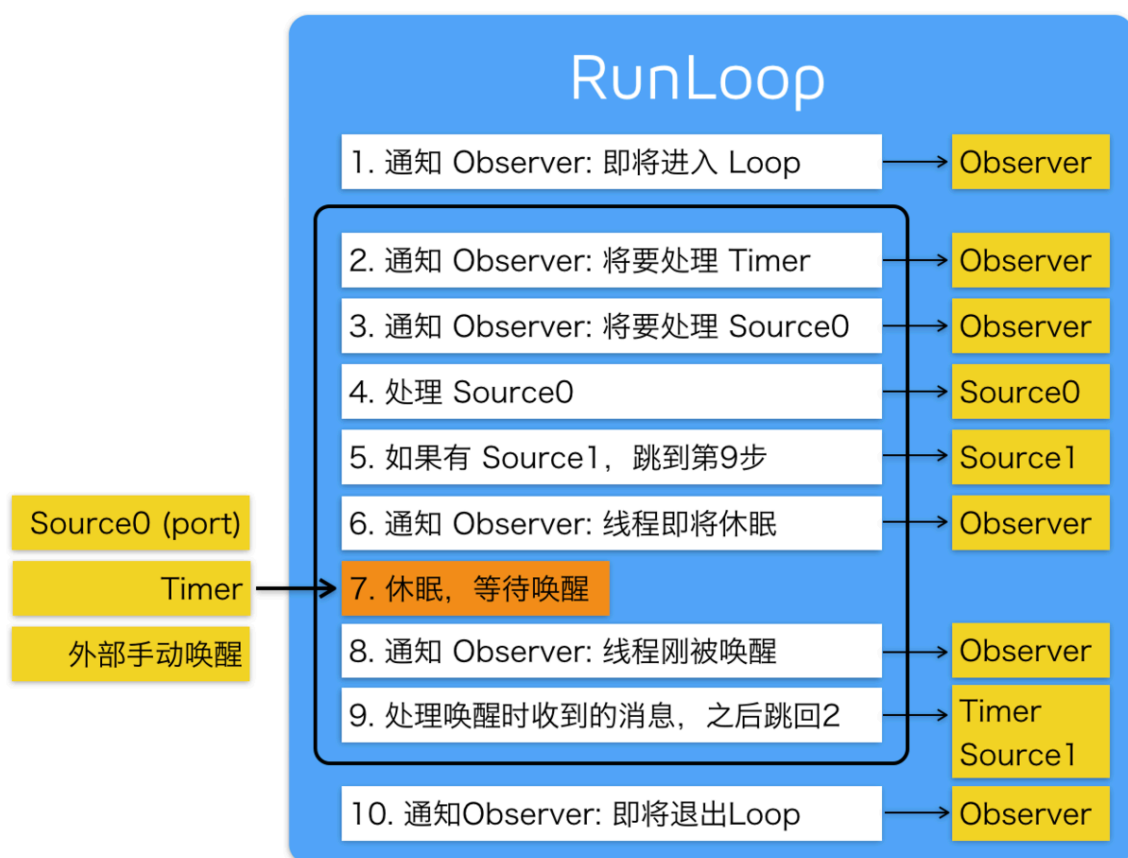 RunLoop
1. 通知 Observer: 即将进入 Loop
Observer
2. 通知 Observer: 将要处理 Timer
Observer
3. 通知 Observer: 将要处理 Source0
Observer
4. 处理 Source0
Source0
5. 如果有 Source1，跳到第9步
Source1
Source0 (port)
6. 通知 Observer: 线程即将休眠
Observer
Timer
7. 休眠，等待唤醒
外部手动唤醒
8. 通知 Observer: 线程刚被唤醒
Observer
9. 处理唤醒时收到的消息，之后跳回2
Timer
Source1
10. 通知Observer: 即将退出Loop
Observer